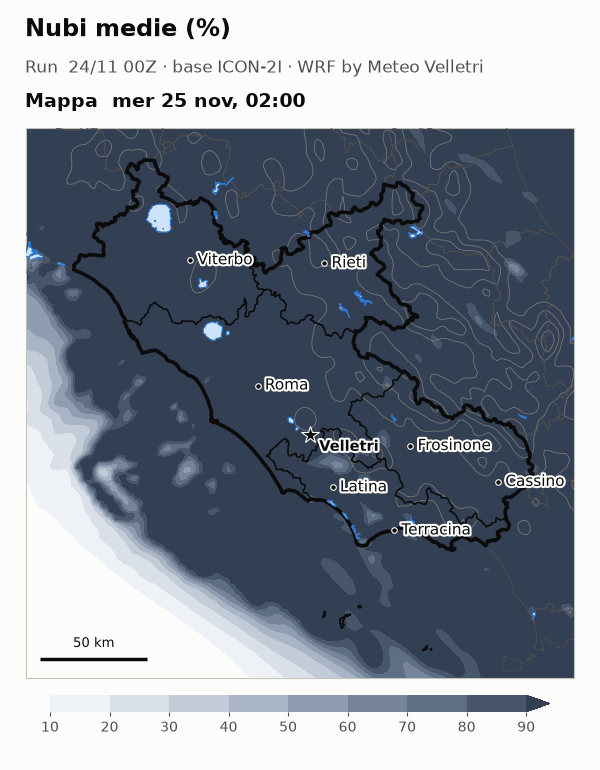 Nubi medie (%)
Run  24/11 00Z · base ICON-2I · WRF by Meteo Velletri
Mappa  mer 25 nov, 02:00
Viterbo
Rieti
Roma
Velletri
Frosinone
Latina
Cassino
Terracina
50 km
10 20 30 40 50 60 70 80 90